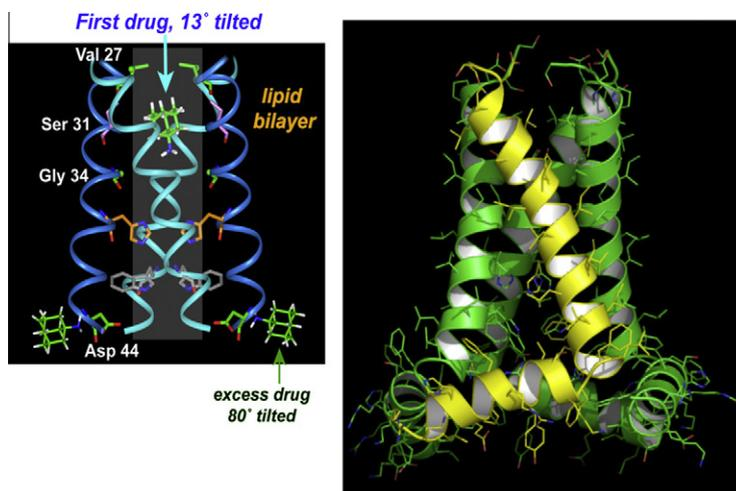 First drug, 13˚ tilted
Val 27
lipid
bilayer
Ser 31
Gly 34
Asp 44
excess drug
80˚ tilted